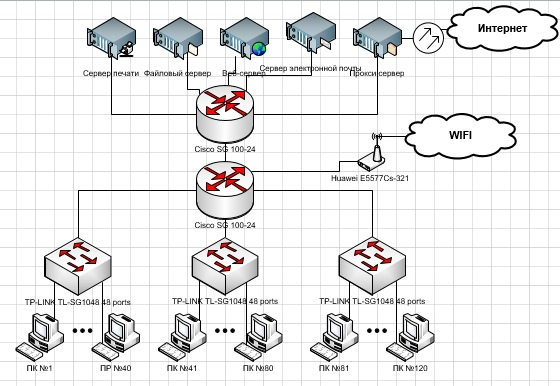 Интернет
Сервер печати
Файловый сервер
Веб-сервер
Сервер электронной почты
Прокси сервер
Cisco SG 100-24
WIFI
Huawei E5577Cs-321
Cisco SG 100-24
TP-LINK TL-SG1048 48 ports
TP-LINK TL-SG1048 48 ports
TP-LINK TL-SG1048 48 ports
ПК №1
ПР №40
ПК №41
ПК №80
ПК №81
ПК №120